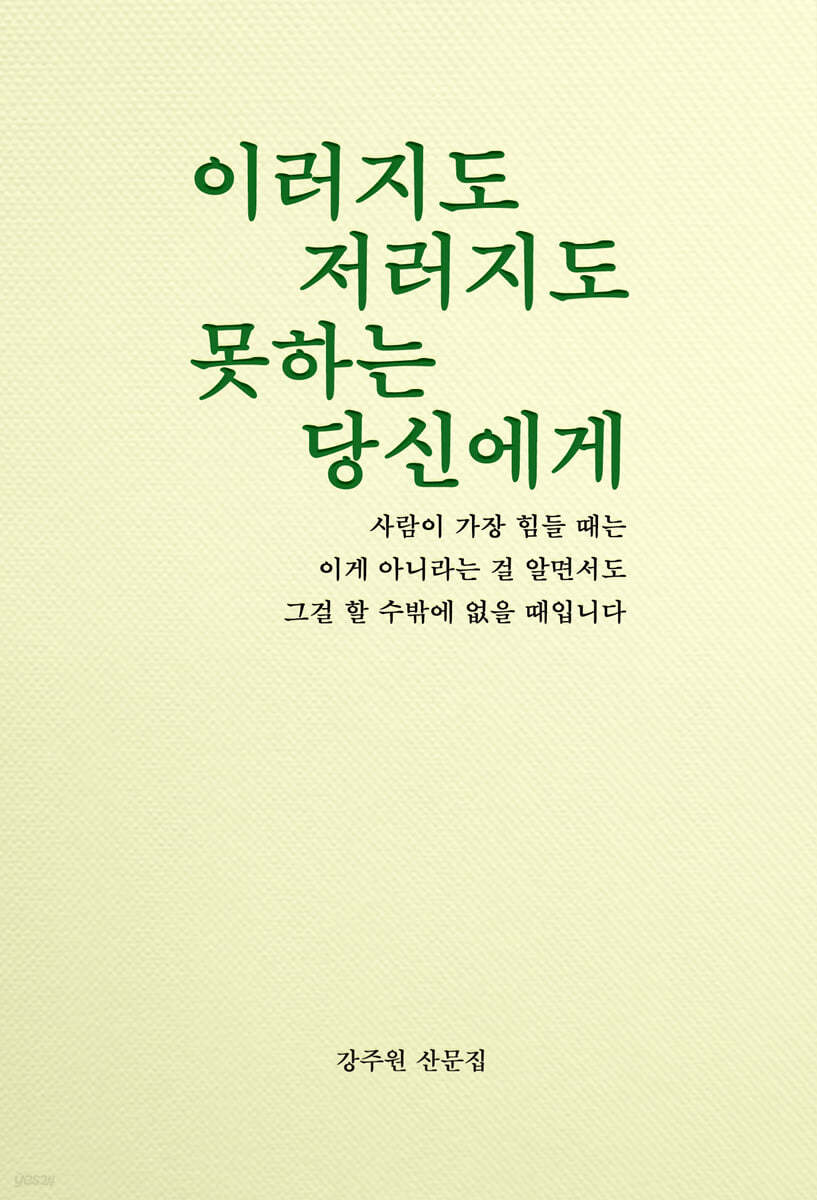 이러지도
저러지도
못하는
당신에게
사람이 가장 힘들 때는
이게 아니라는 걸 알면서도
그걸 할 수밖에 없을 때입니다
강주원 산문집
yes24